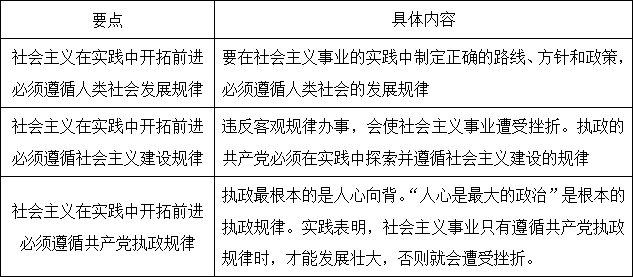 要点
具体内容
社会主义在实践中开拓前进
必须遵循人类社会发展规律
要在社会主义事业的实践中制定正确的路线、方针和政策，
必须遵循人类社会的发展规律
社会主义在实践中开拓前进
必须遵循社会主义建设规律
违反客观规律办事，会使社会主义事业遭受挫折。执政的
共产党必须在实践中探索并遵循社会主义建设的规律
社会主义在实践中开拓前进
必须遵循共产党执政规律
执政最根本的是人心向背。“人心是最大的政治”是根本的
执政规律。实践表明，社会主义事业只有遵循共产党执政
规律时，才能发展壮大，否则就会遭受挫折。